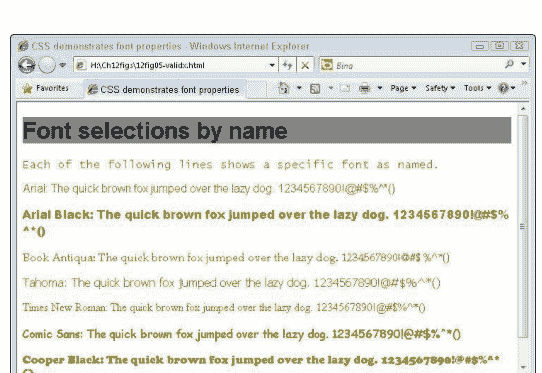 CSS demonstrates font properties - Windows Internet Explorer
H:\Ch12figs\12fig05-validx.html Bing
Favorites CSS demonstrates font properties Page Safety Tools
Font selections by name
Each of the following lines shows a specific font as named.
Arial: The quick brown fox jumped over the lazy dog. 1234567890!@#$%^*()
Arial Black: The quick brown fox jumped over the lazy dog. 1234567890!@#$%
^*()
Book Antiqua: The quick brown fox jumped over the lazy dog. 1234567890!@#$ %^*()
Tahoma: The quick brown fox jumped over the lazy dog. 1234567890!@#$%^*()
Times New Roman: The quick brown fox jumped over the lazy dog. 1234567890!@#$%^*()
Comic Sans: The quick brown fox jumped over the lazy dog. 1234567890!@#$%^*()
Cooper Black: The quick brown fox jumped over the lazy dog. 1234567890!@#$%^*
()